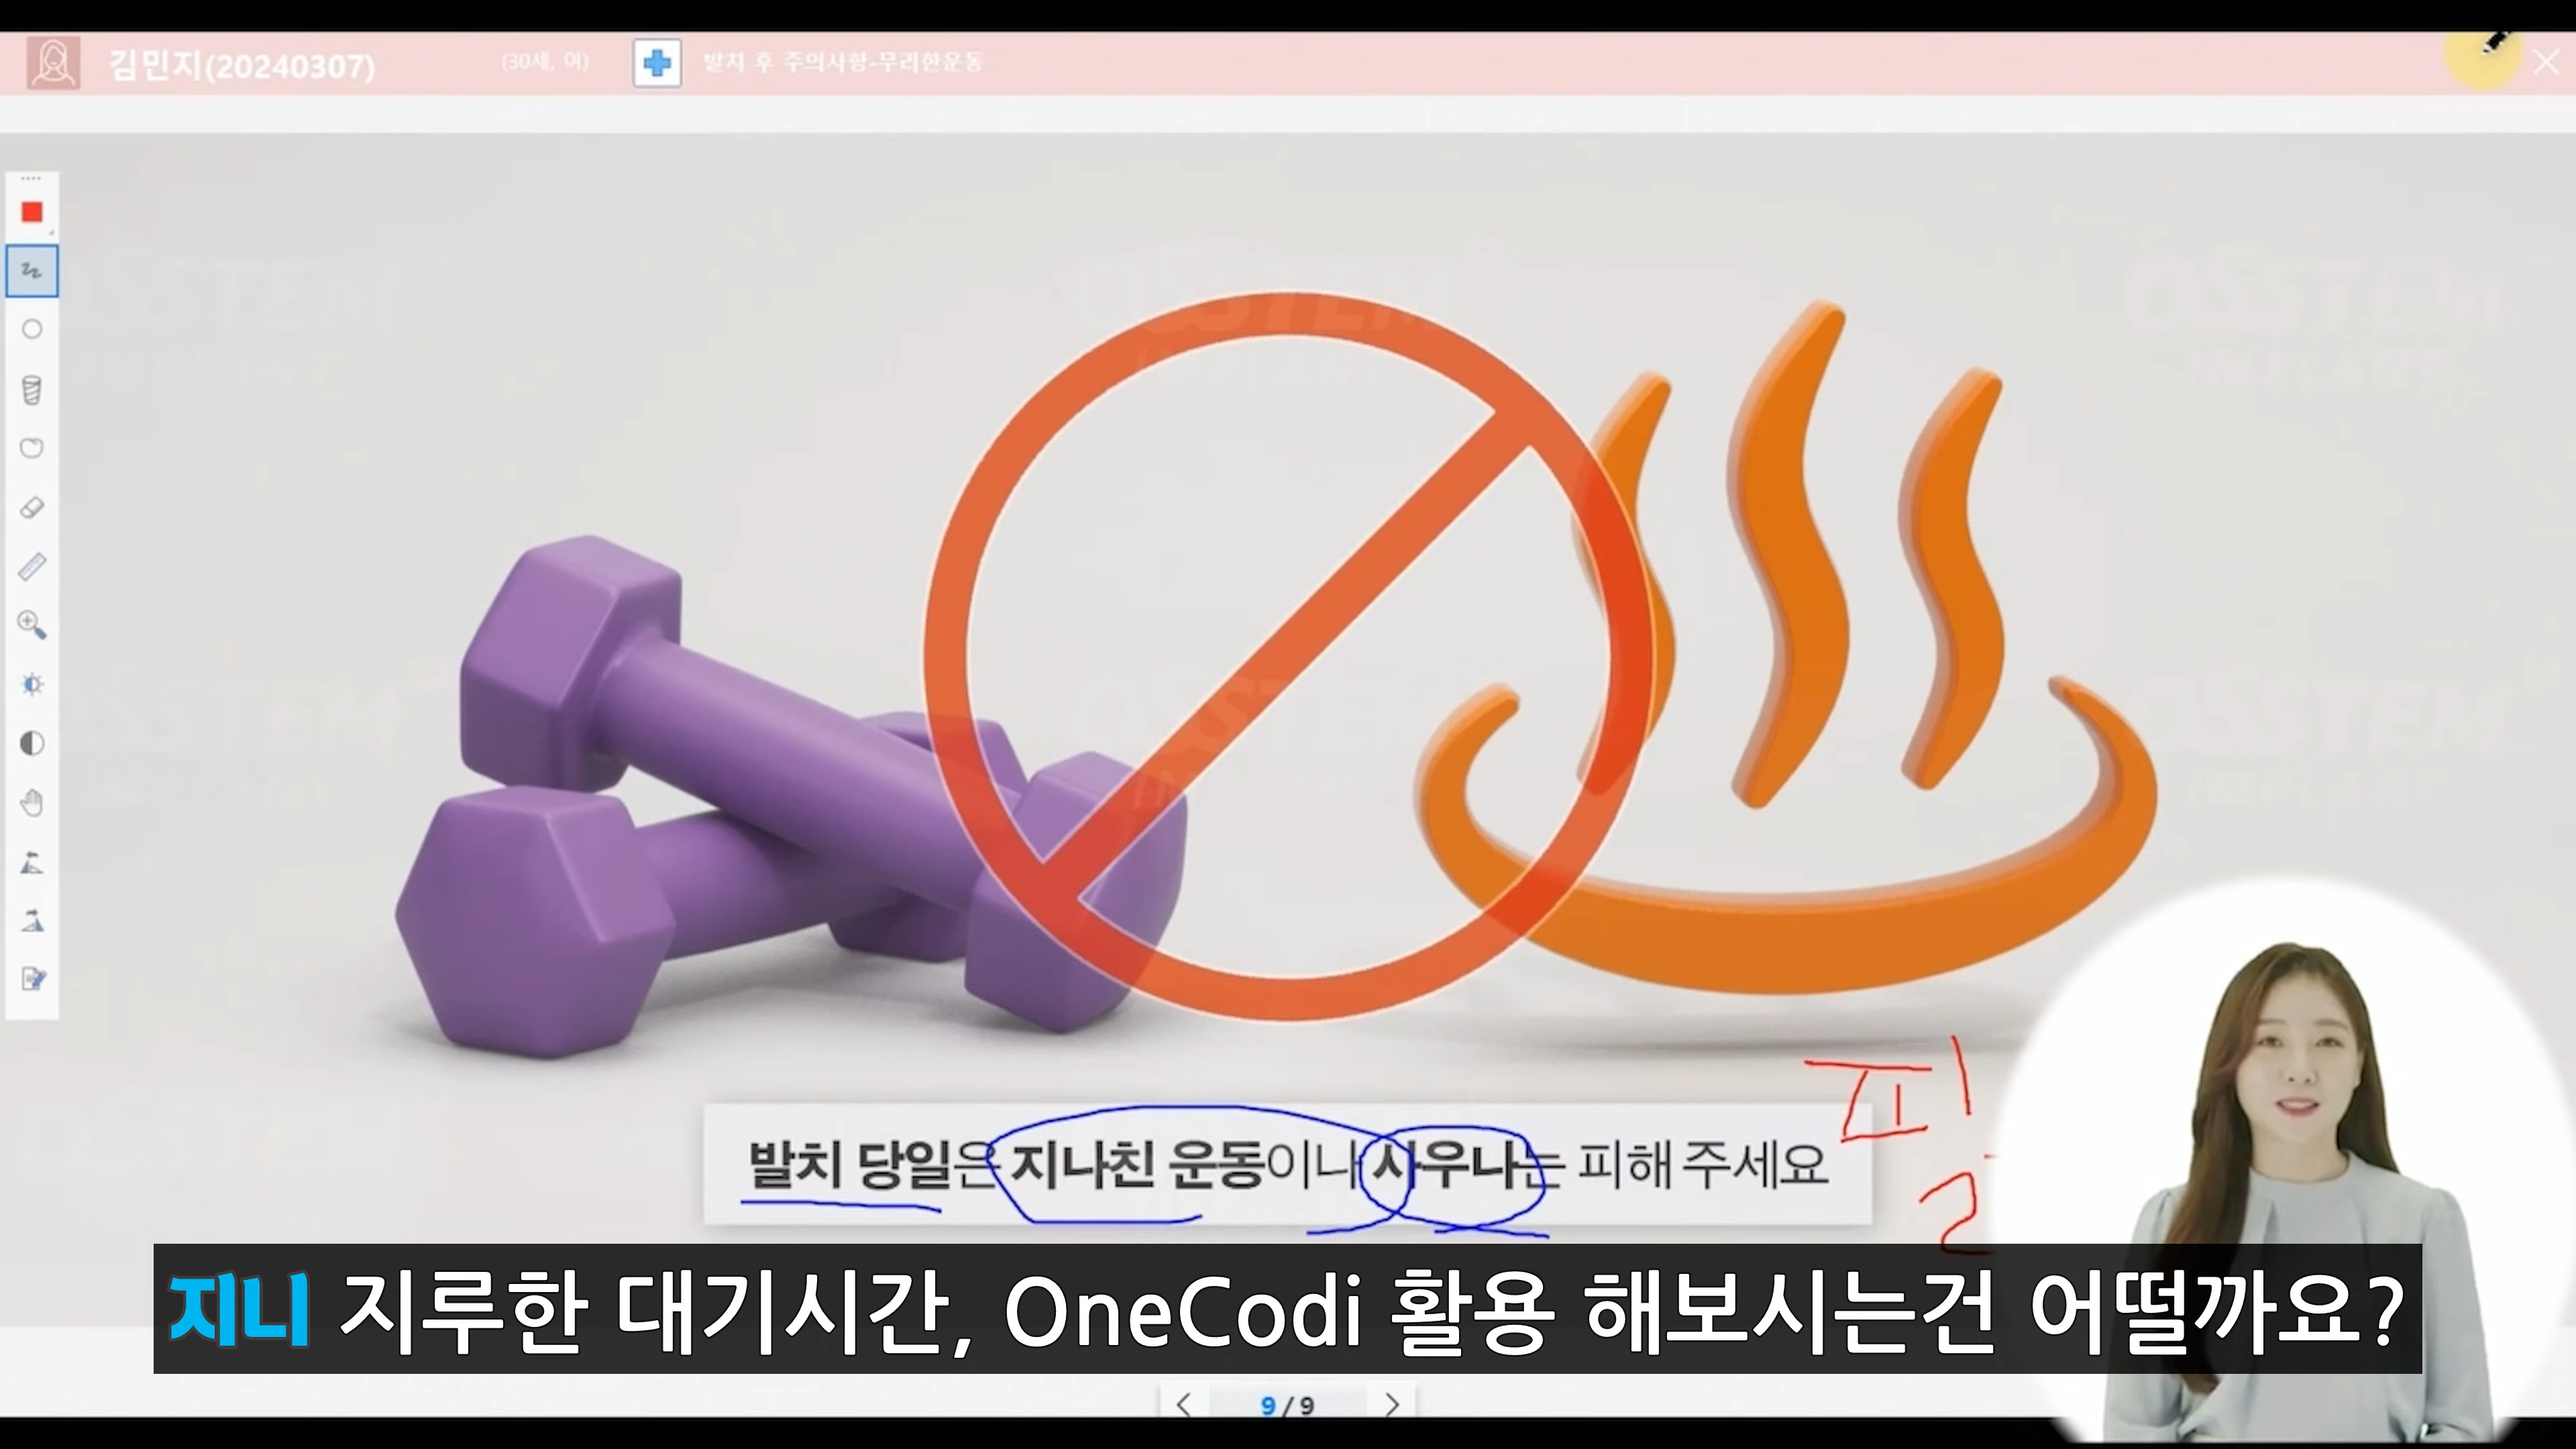 김민지(20240307)
(30세, 여)
발치 후 주의사항-무리한운동
OSSTEM
IMPLANT
발치 당일은 지나친 운동이나 사우나는 피해 주세요
피
지니 지루한 대기시간, OneCodi 활용 해보시는건 어떨까요?
9 / 9